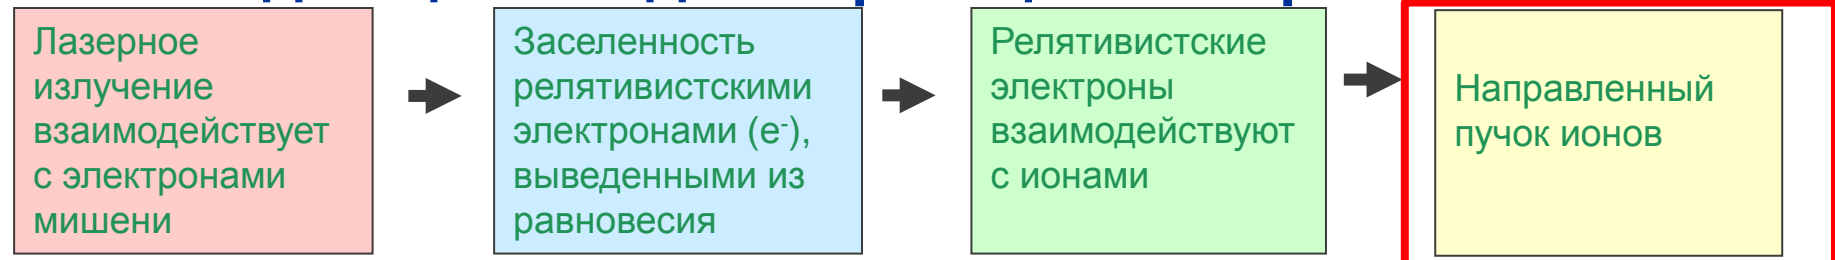 Лазерное
излучение
взаимодействует
с электронами
мишени
Заселенность
релятивистскими
электронами (e⁻),
выведенными из
равновесия
Релятивистские
электроны
взаимодействуют
с ионами
Направленный
пучок ионов